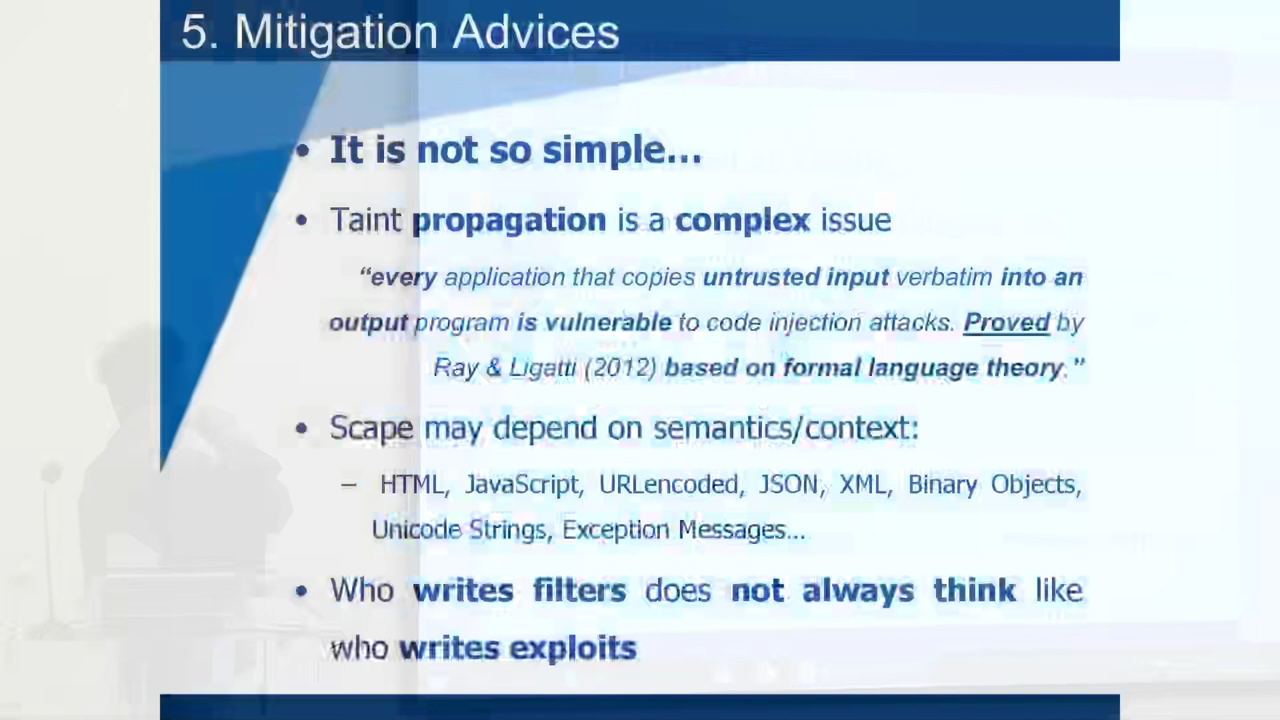 5. Mitigation Advices
• It is not so simple...
• Taint propagation is a complex issue
“every application that copies untrusted input verbatim into an
output program is vulnerable to code injection attacks. Proved by
Ray & Ligatti (2012) based on formal language theory.”
• Scape may depend on semantics/context:
– HTML, JavaScript, URLencoded, JSON, XML, Binary Objects,
Unicode Strings, Exception Messages...
• Who writes filters does not always think like
who writes exploits